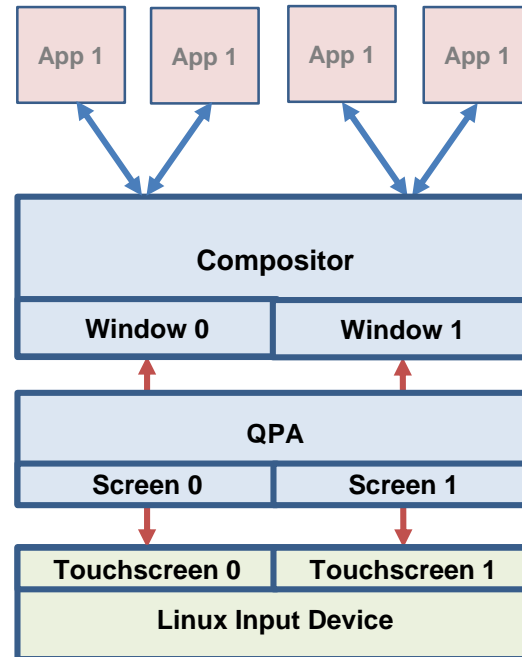 App 1
App 1
App 1
App 1
Compositor
Window 0
Window 1
QPA
Screen 0
Screen 1
Touchscreen 0
Touchscreen 1
Linux Input Device